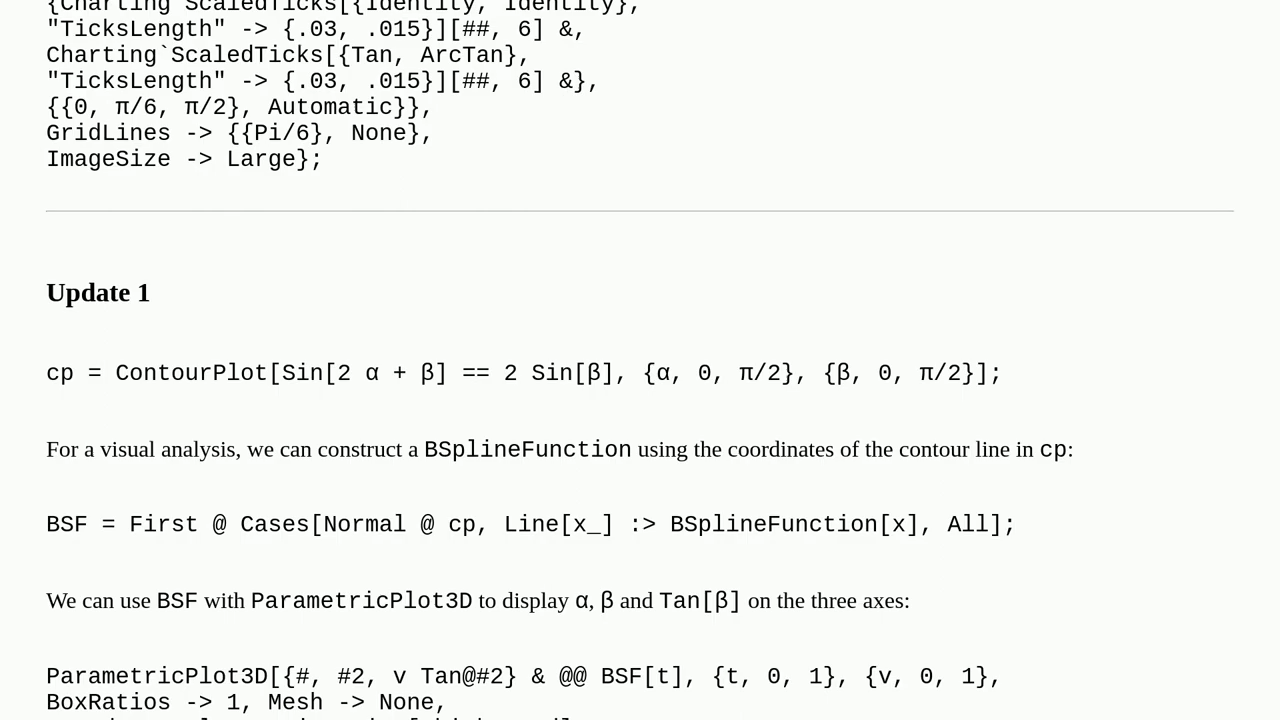 {Charting`ScaledTicks[{Identity, Identity},
"TicksLength" -> {.03, .015}][##, 6] &,
Charting`ScaledTicks[{Tan, ArcTan},
"TicksLength" -> {.03, .015}][##, 6] &},
{{0, π/6, π/2}, Automatic}},
GridLines -> {{Pi/6}, None},
ImageSize -> Large};
Update 1
cp = ContourPlot[Sin[2 α + β] == 2 Sin[β], {α, 0, π/2}, {β, 0, π/2}];
For a visual analysis, we can construct a BSplineFunction using the coordinates of the contour line in cp:
BSF = First @ Cases[Normal @ cp, Line[x_] :> BSplineFunction[x], All];
We can use BSF with ParametricPlot3D to display α, β and Tan[β] on the three axes:
ParametricPlot3D[{#, #2, v Tan@#2} & @@ BSF[t], {t, 0, 1}, {v, 0, 1},
BoxRatios -> 1, Mesh -> None,